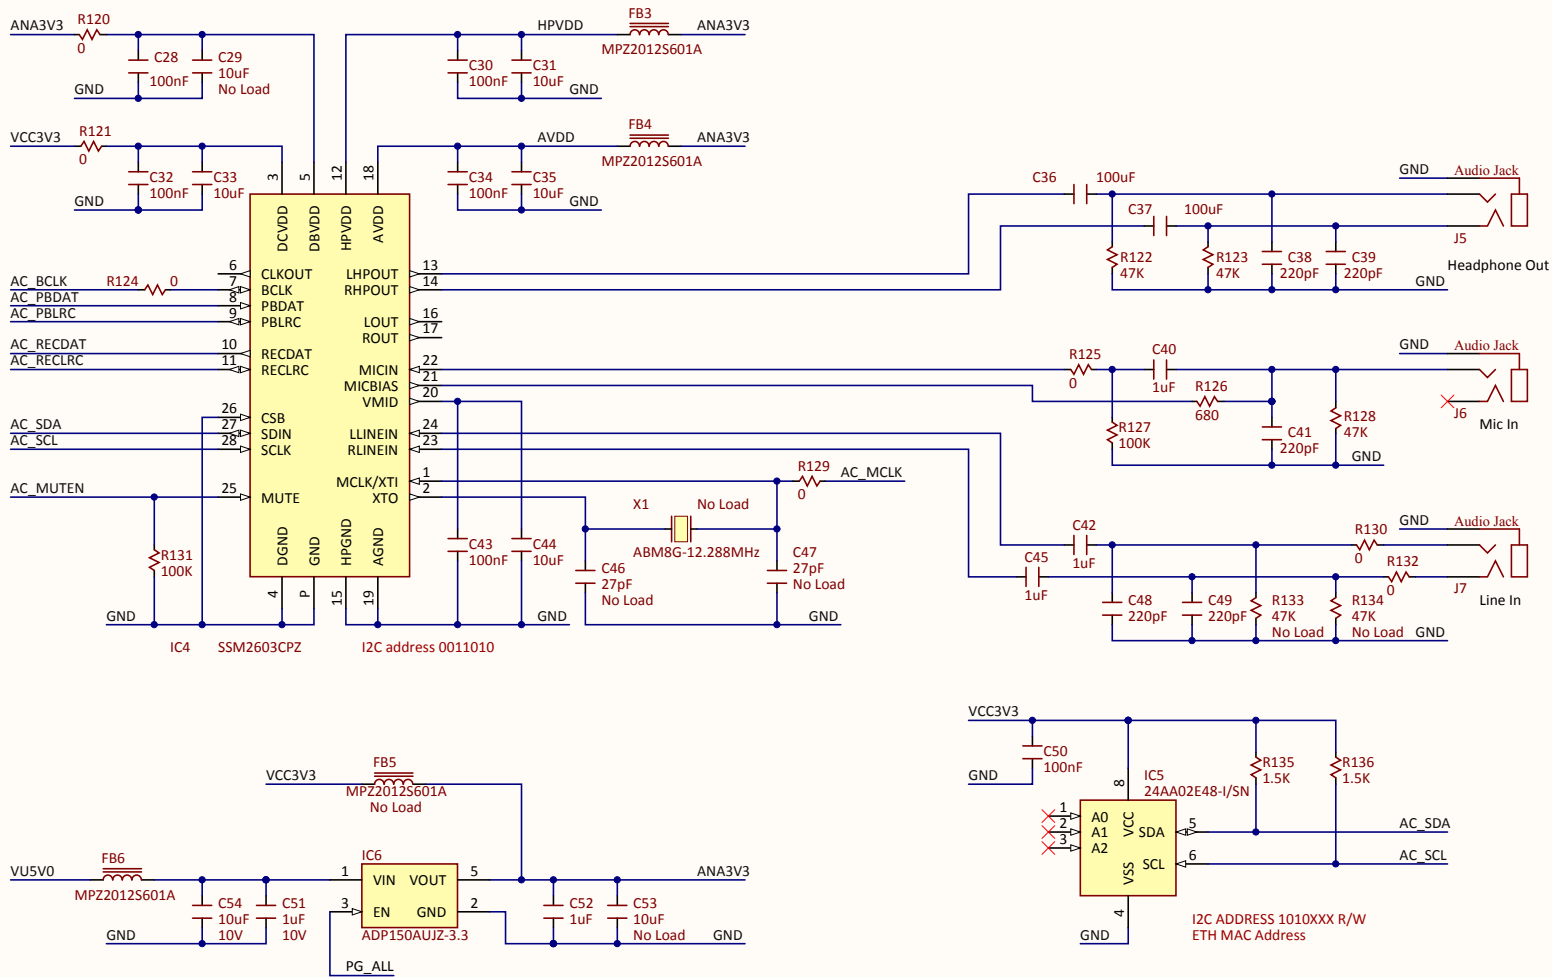 ANA3V3
R120
0
C28
100nF
C29
10uF
No Load
GND
HPVDD
FB3
MPZ2012S601A
ANA3V3
C30
100nF
C31
10uF
GND
VCC3V3
R121
0
C32
100nF
C33
10uF
GND
AVDD
FB4
MPZ2012S601A
ANA3V3
C34
100nF
C35
10uF
GND
3
5
12
18
DCVDD
DBVDD
HPVDD
AVDD
AC_BCLK
R124
0
AC_PBDAT
AC_PBLRC
AC_RECDAT
AC_RECLRC
AC_SDA
AC_SCL
AC_MUTEN
6
7
8
9
10
11
26
27
28
25
CLKOUT
BCLK
PBDAT
PBLRC
RECDAT
RECLRC
CSB
SDIN
SCLK
MUTE
LHPOUT
RHPOUT
LOUT
ROUT
MICIN
MICBIAS
VMID
LLINEIN
RLINEIN
MCLK/XTI
XTO
13
14
16
17
22
21
20
24
23
1
2
DGND
GND
HPGND
AGND
4
P
15
19
R131
100K
GND
IC4
SSM2603CPZ
I2C address 0011010
C43
100nF
C44
10uF
GND
X1
No Load
ABM8G-12.288MHz
C46
27pF
No Load
C47
27pF
No Load
GND
R129
0
AC_MCLK
C36
100uF
C37
100uF
R122
47K
R123
47K
C38
220pF
C39
220pF
GND
GND
Audio Jack
J5
Headphone Out
R125
0
C40
1uF
R126
680
R127
100K
C41
220pF
R128
47K
GND
GND
Audio Jack
J6
Mic In
C42
1uF
C45
1uF
R130
0
R132
0
C48
220pF
C49
220pF
R133
47K
No Load
R134
47K
No Load
GND
GND
Audio Jack
J7
Line In
VCC3V3
FB5
MPZ2012S601A
No Load
VU5V0
FB6
MPZ2012S601A
C54
10uF
10V
C51
1uF
10V
GND
IC6
1
VIN
VOUT
5
3
EN
GND
2
ADP150AUJZ-3.3
PG_ALL
C52
1uF
C53
10uF
No Load
ANA3V3
GND
VCC3V3
C50
100nF
GND
8
IC5
24AA02E48-I/SN
1
2
3
A0
A1
A2
VCC
VSS
SDA
SCL
5
6
4
GND
R135
1.5K
R136
1.5K
AC_SDA
AC_SCL
I2C ADDRESS 1010XXX R/W
ETH MAC Address